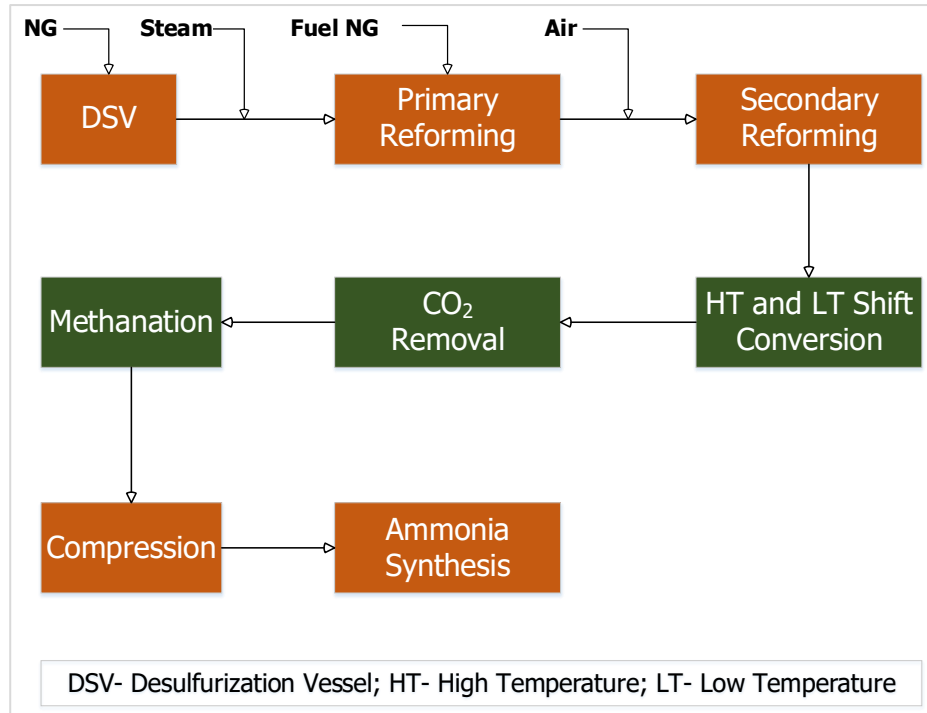 NG
Steam
Fuel NG
Air
DSV
Primary
Reforming
Secondary
Reforming
Methanation
CO₂
Removal
HT and LT Shift
Conversion
Compression
Ammonia
Synthesis
DSV- Desulfurization Vessel; HT- High Temperature; LT- Low Temperature